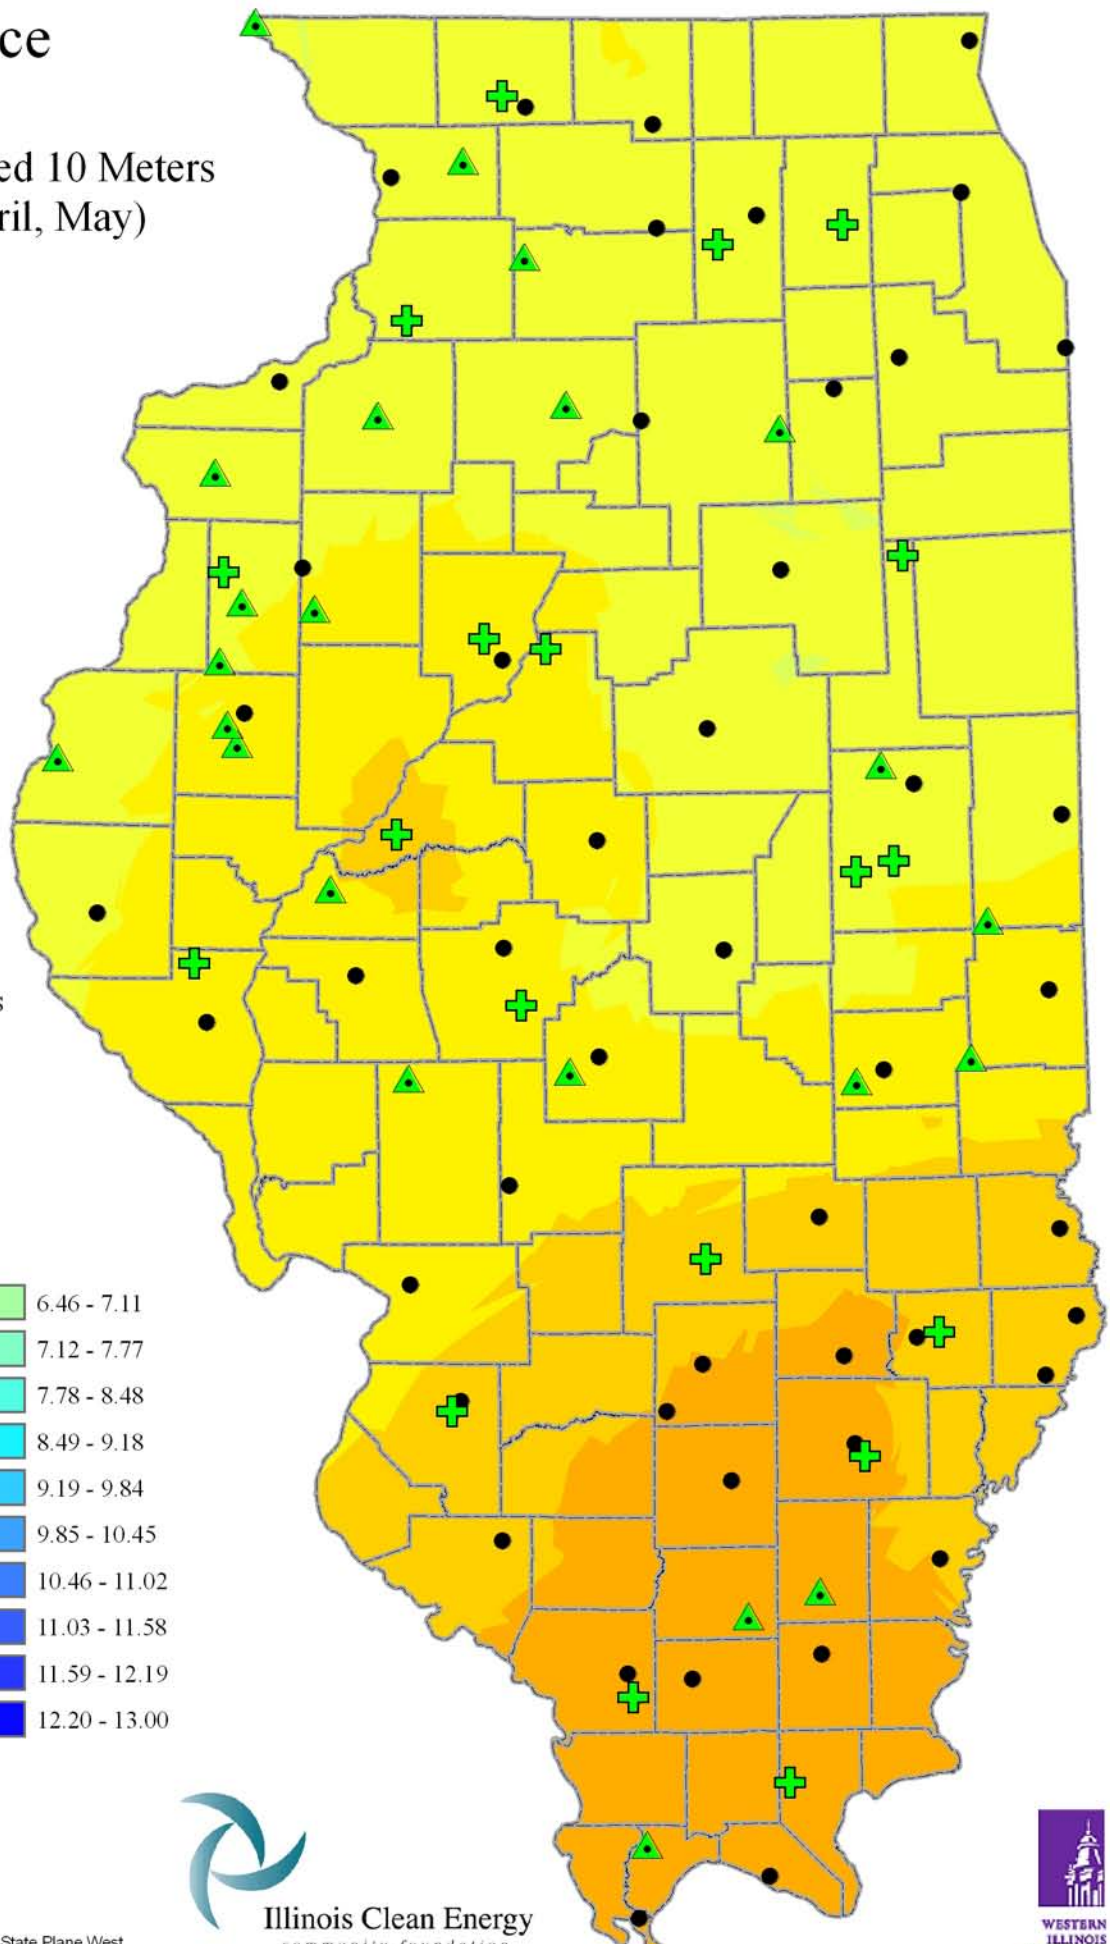 ce
ed 10 Meters
ril, May)
s
6.46 - 7.11
7.12 - 7.77
7.78 - 8.48
8.49 - 9.18
9.19 - 9.84
9.85 - 10.45
10.46 - 11.02
11.03 - 11.58
11.59 - 12.19
12.20 - 13.00
Illinois Clean Energy
community foundation
WESTERN
ILLINOIS
State Plane West